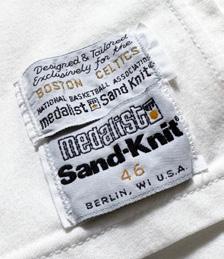 Designed & Tailored
Exclusively for the
BOSTON CELTICS
NATIONAL BASKETBALL ASSOCIATION
medalist Sand-Knit
medalist
Sand-Knit®
46
BERLIN, WI U.S.A.